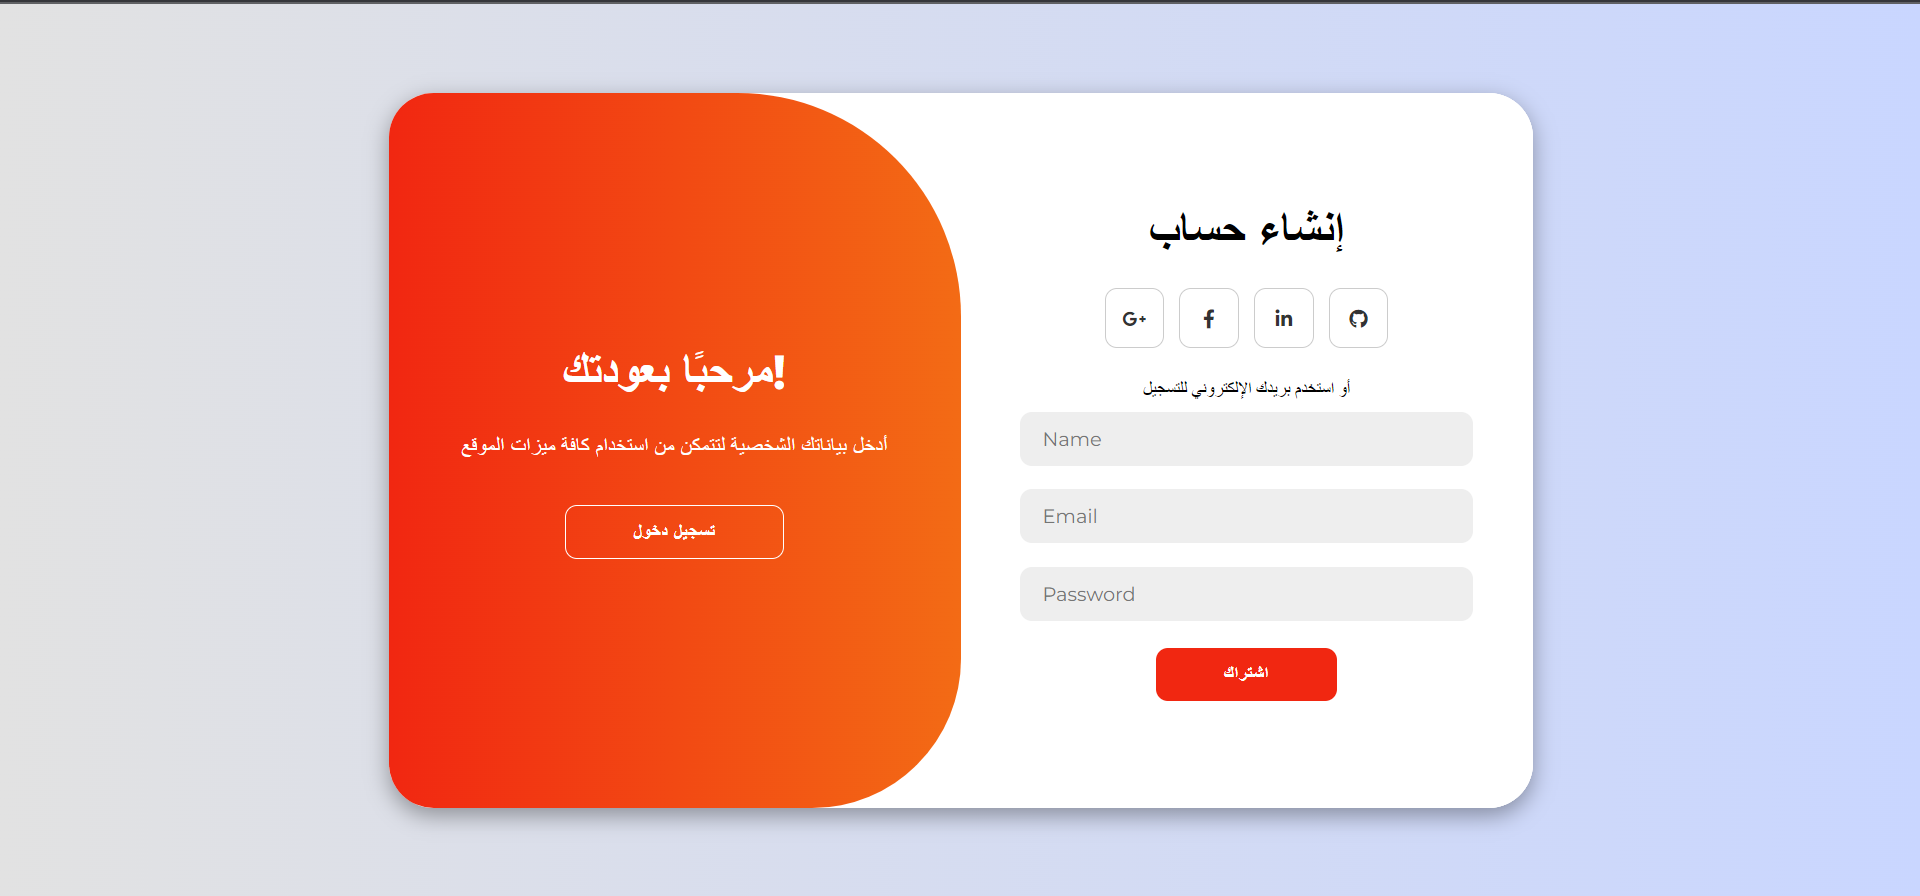 إنشاء حساب
G+
f
in
أو استخدم بريدك الإلكتروني للتسجيل
Name
Email
Password
اشتراك
مرحبًا بعودتك!
أدخل بياناتك الشخصية لتتمكن من استخدام كافة ميزات الموقع
تسجيل دخول